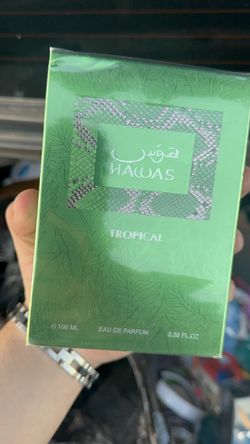 هوس
HAWAS
TROPICAL
℮ 100 ML EAU DE PARFUM 3.38 FL.OZ